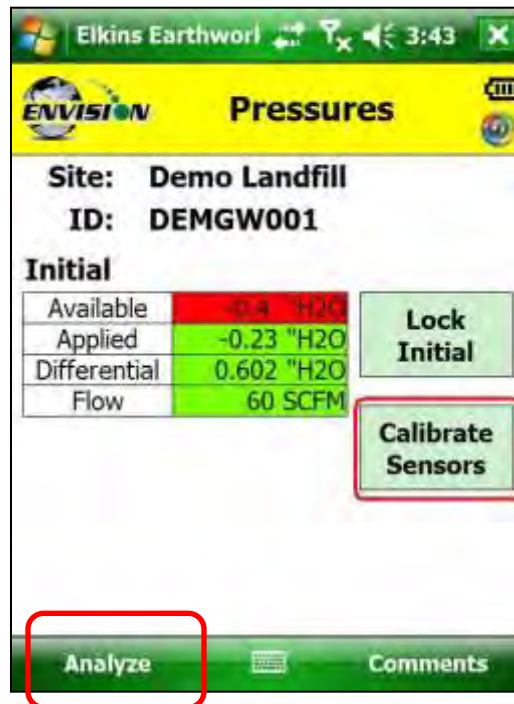 Elkins Earthworl 3:43
ENVISION
Pressures
Site: Demo Landfill
ID: DEMGW001
Initial
Available -0.4 "H2O
Applied -0.23 "H2O
Differential 0.602 "H2O
Flow 60 SCFM
Lock
Initial
Calibrate
Sensors
Analyze Comments